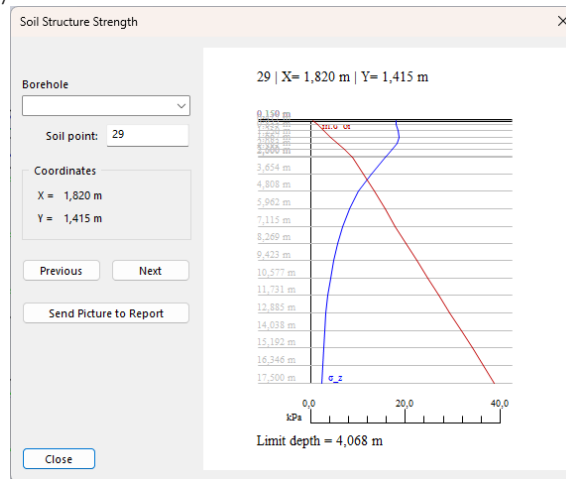 Soil Structure Strength
Borehole
Soil point: 29
Coordinates
X = 1,820 m
Y = 1,415 m
Previous Next
Send Picture to Report
Close
29 | X= 1,820 m | Y= 1,415 m
0,150 m
3,654 m
4,808 m
5,962 m
7,115 m
8,269 m
9,423 m
10,577 m
11,731 m
12,885 m
14,038 m
15,192 m
16,346 m
17,500 m
σ_z
0,0 20,0 40,0
kPa
Limit depth = 4,068 m